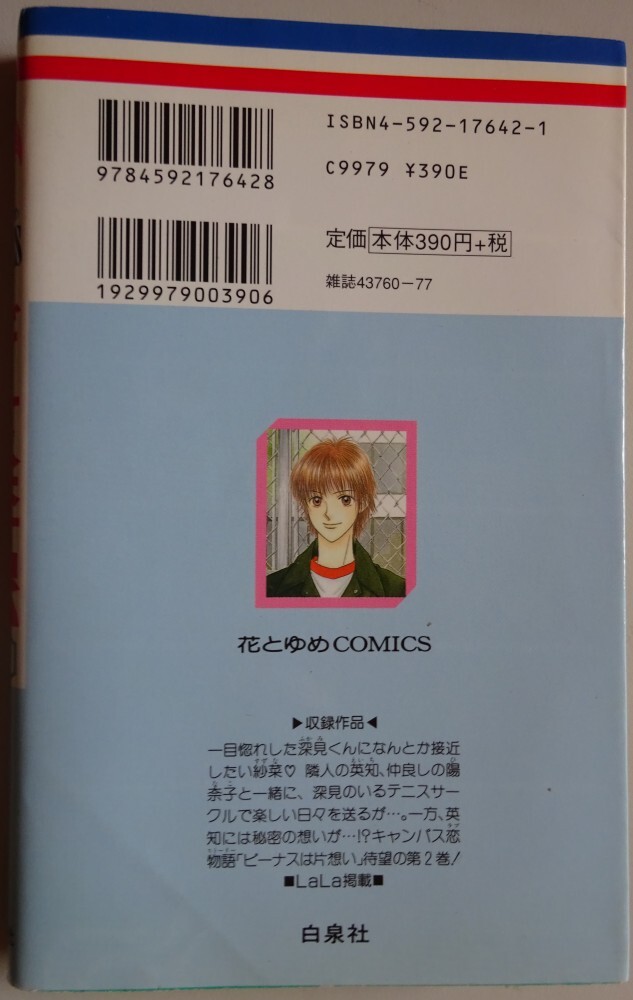 ISBN4-592-17642-1
9784592176428
C9979 ¥390E
定価 本体390円+税
1929979003906
雑誌43760-77
花とゆめCOMICS
▶収録作品◀
一目惚れした深見くんになんとか接近
したい紗菜♡ 隣人の英知、仲良しの陽
奈子と一緒に、深見のいるテニスサー
クルで楽しい日々を送るが…。一方、英
知には秘密の想いが…!?キャンパス恋
物語「ビーナスは片想い」待望の第2巻!
■LaLa掲載■
白泉社